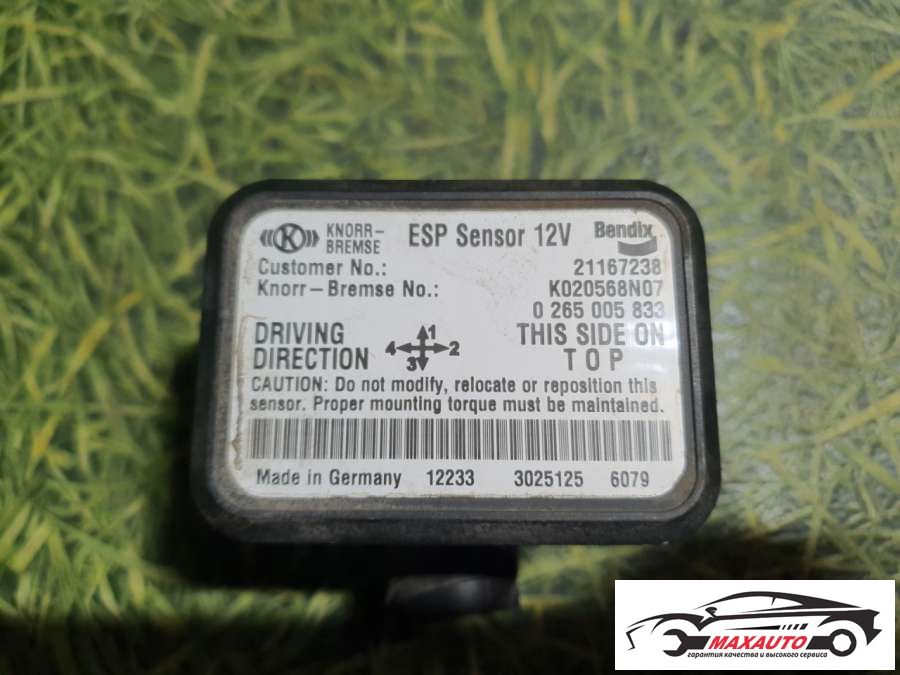 KNORR-BREMSE ESP Sensor 12V Bendix
Customer No.: 21167238
Knorr-Bremse No.: K020568N07
0 265 005 833
DRIVING DIRECTION 1 2 3 4 THIS SIDE ON TOP
CAUTION: Do not modify, relocate or reposition this
sensor. Proper mounting torque must be maintained.
Made in Germany 12233 3025125 6079
MAXAUTO
гарантия качества и высокого сервиса